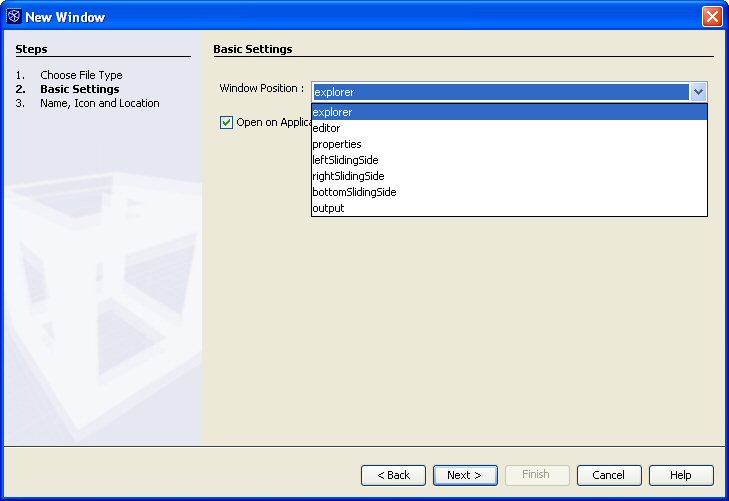 New Window
Steps
1. Choose File Type
2. Basic Settings
3. Name, Icon and Location
Basic Settings
Window Position :
explorer
explorer
editor
properties
leftSlidingSide
rightSlidingSide
bottomSlidingSide
output
Open on Applic
< Back
Next >
Finish
Cancel
Help